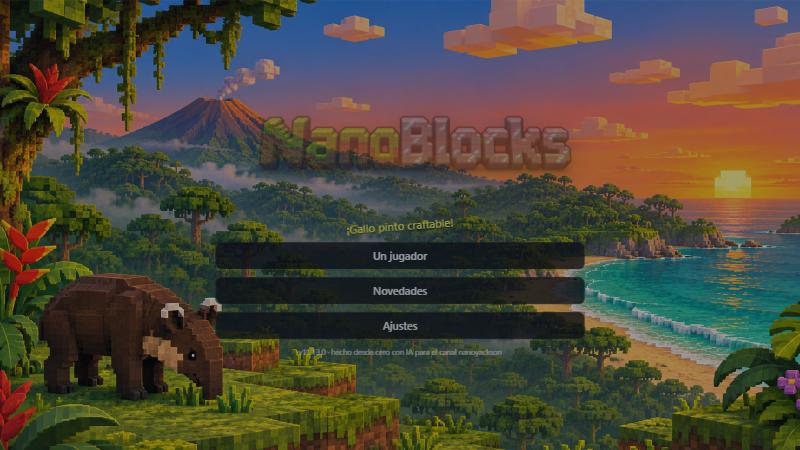 NanoBlocks
¡Gallo pinto craftable!
Un jugador
Novedades
Ajustes
hecho desde cero con IA para el canal nanoyackson